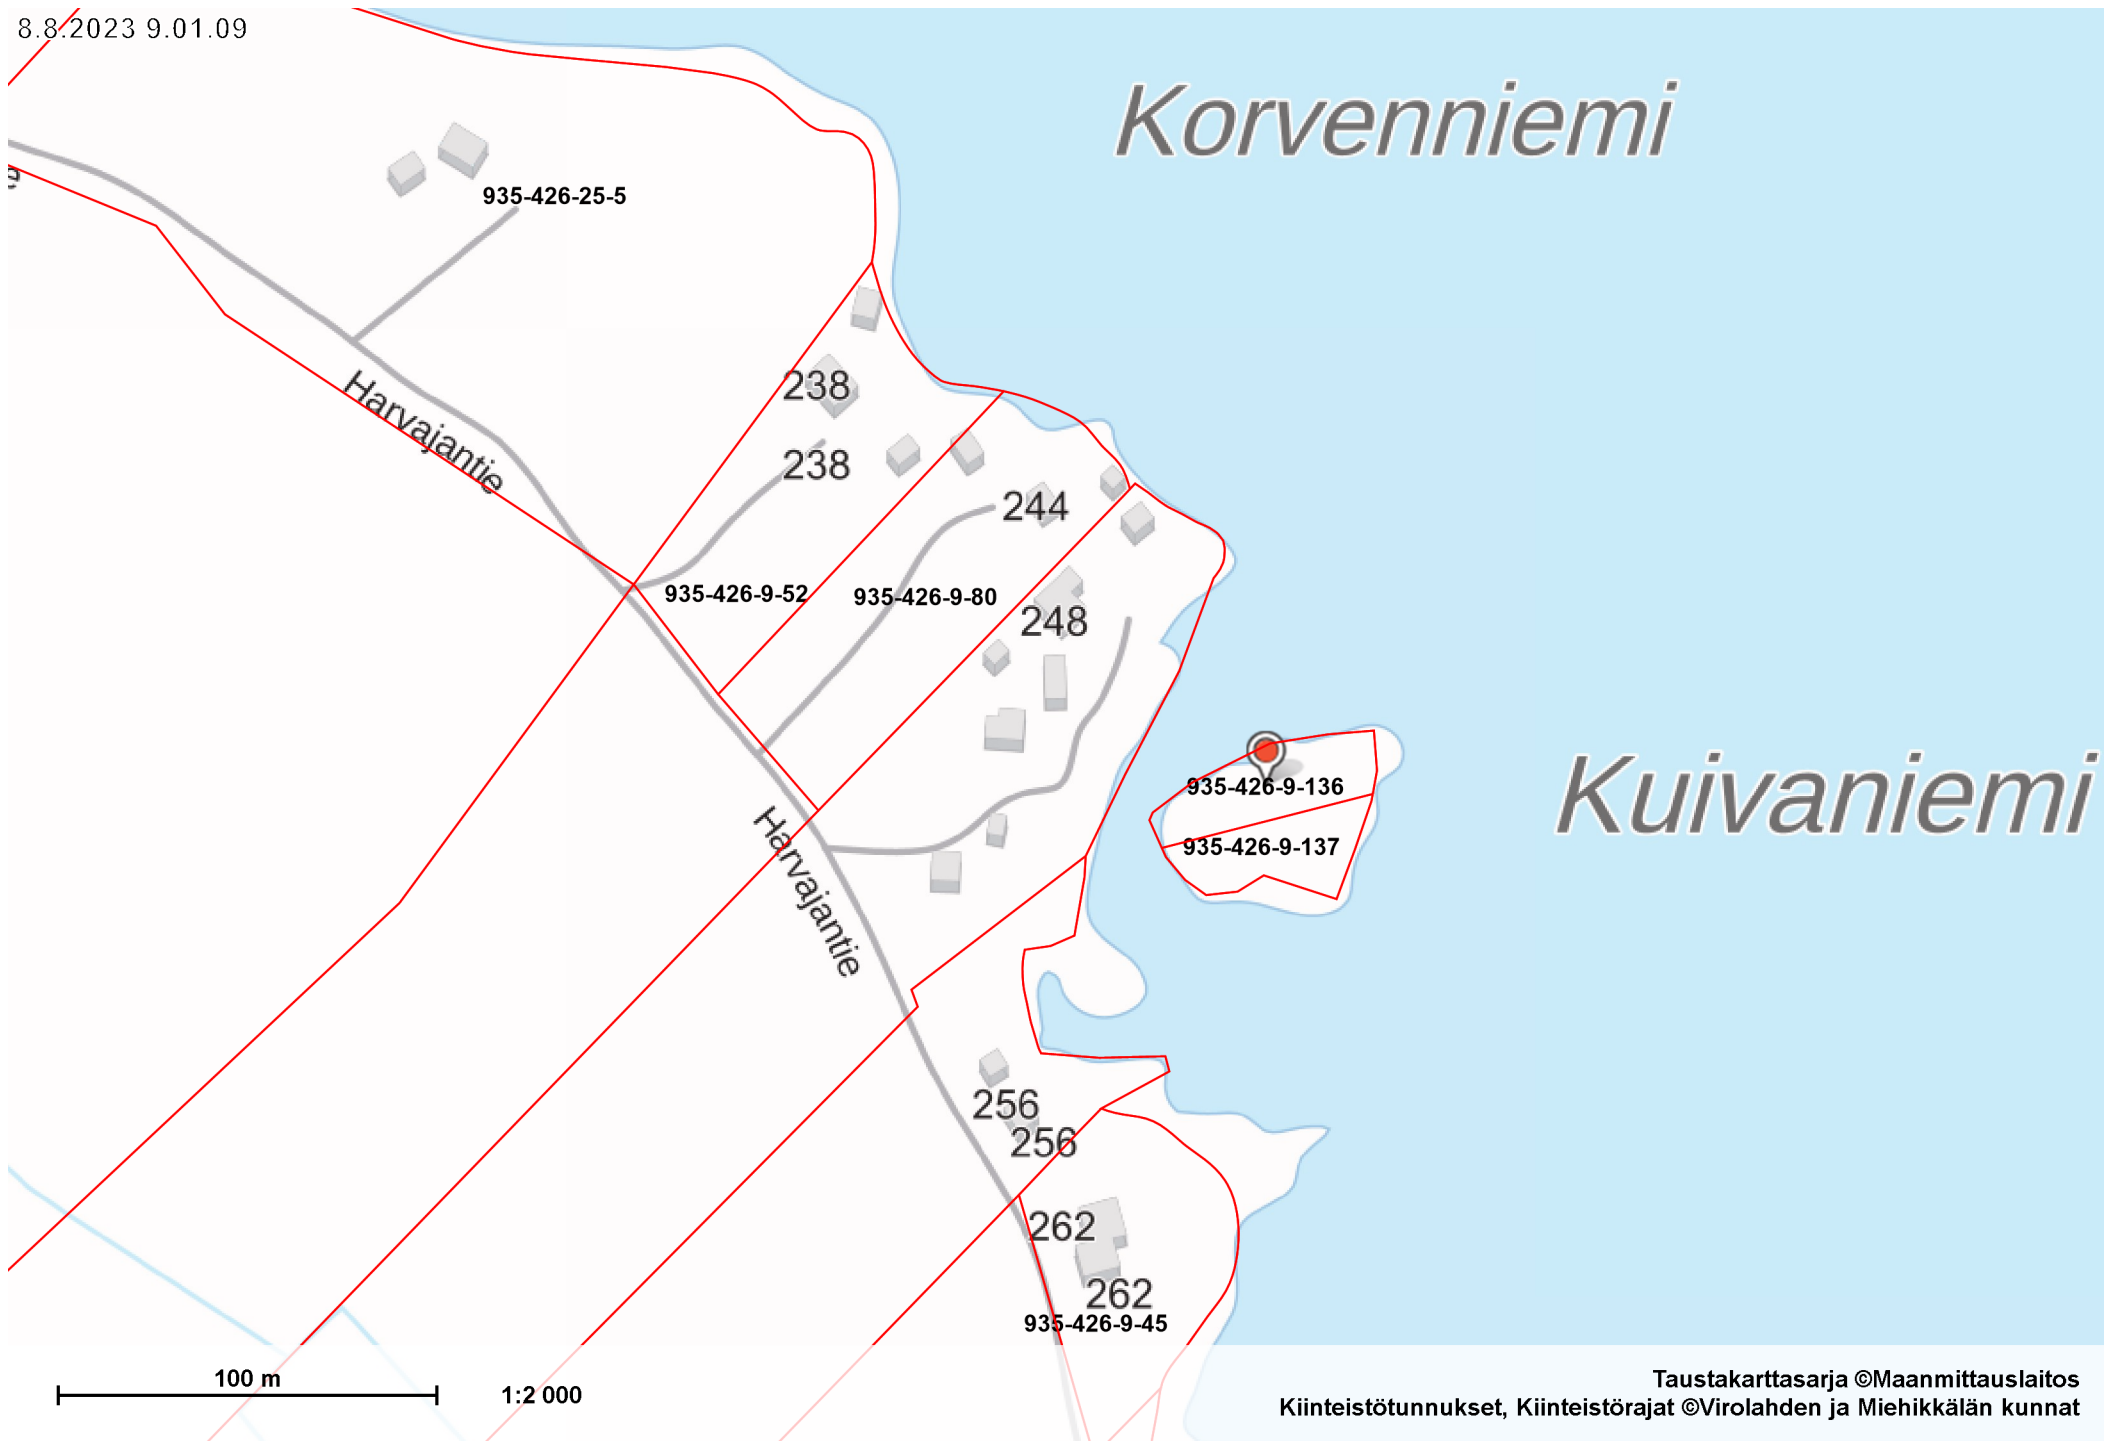 8.8.2023 9.01.09
Korvenniemi
e
935-426-25-5
238
Harvajantie
238
244
935-426-9-52
935-426-9-80
248
Kuivaniemi
935-426-9-136
935-426-9-137
Harvajantie
256
256
262
262
935-426-9-45
100 m
1:2 000
Taustakarttasarja ©Maanmittauslaitos
Kiinteistötunnukset, Kiinteistörajat ©Virolahden ja Miehikkälän kunnat